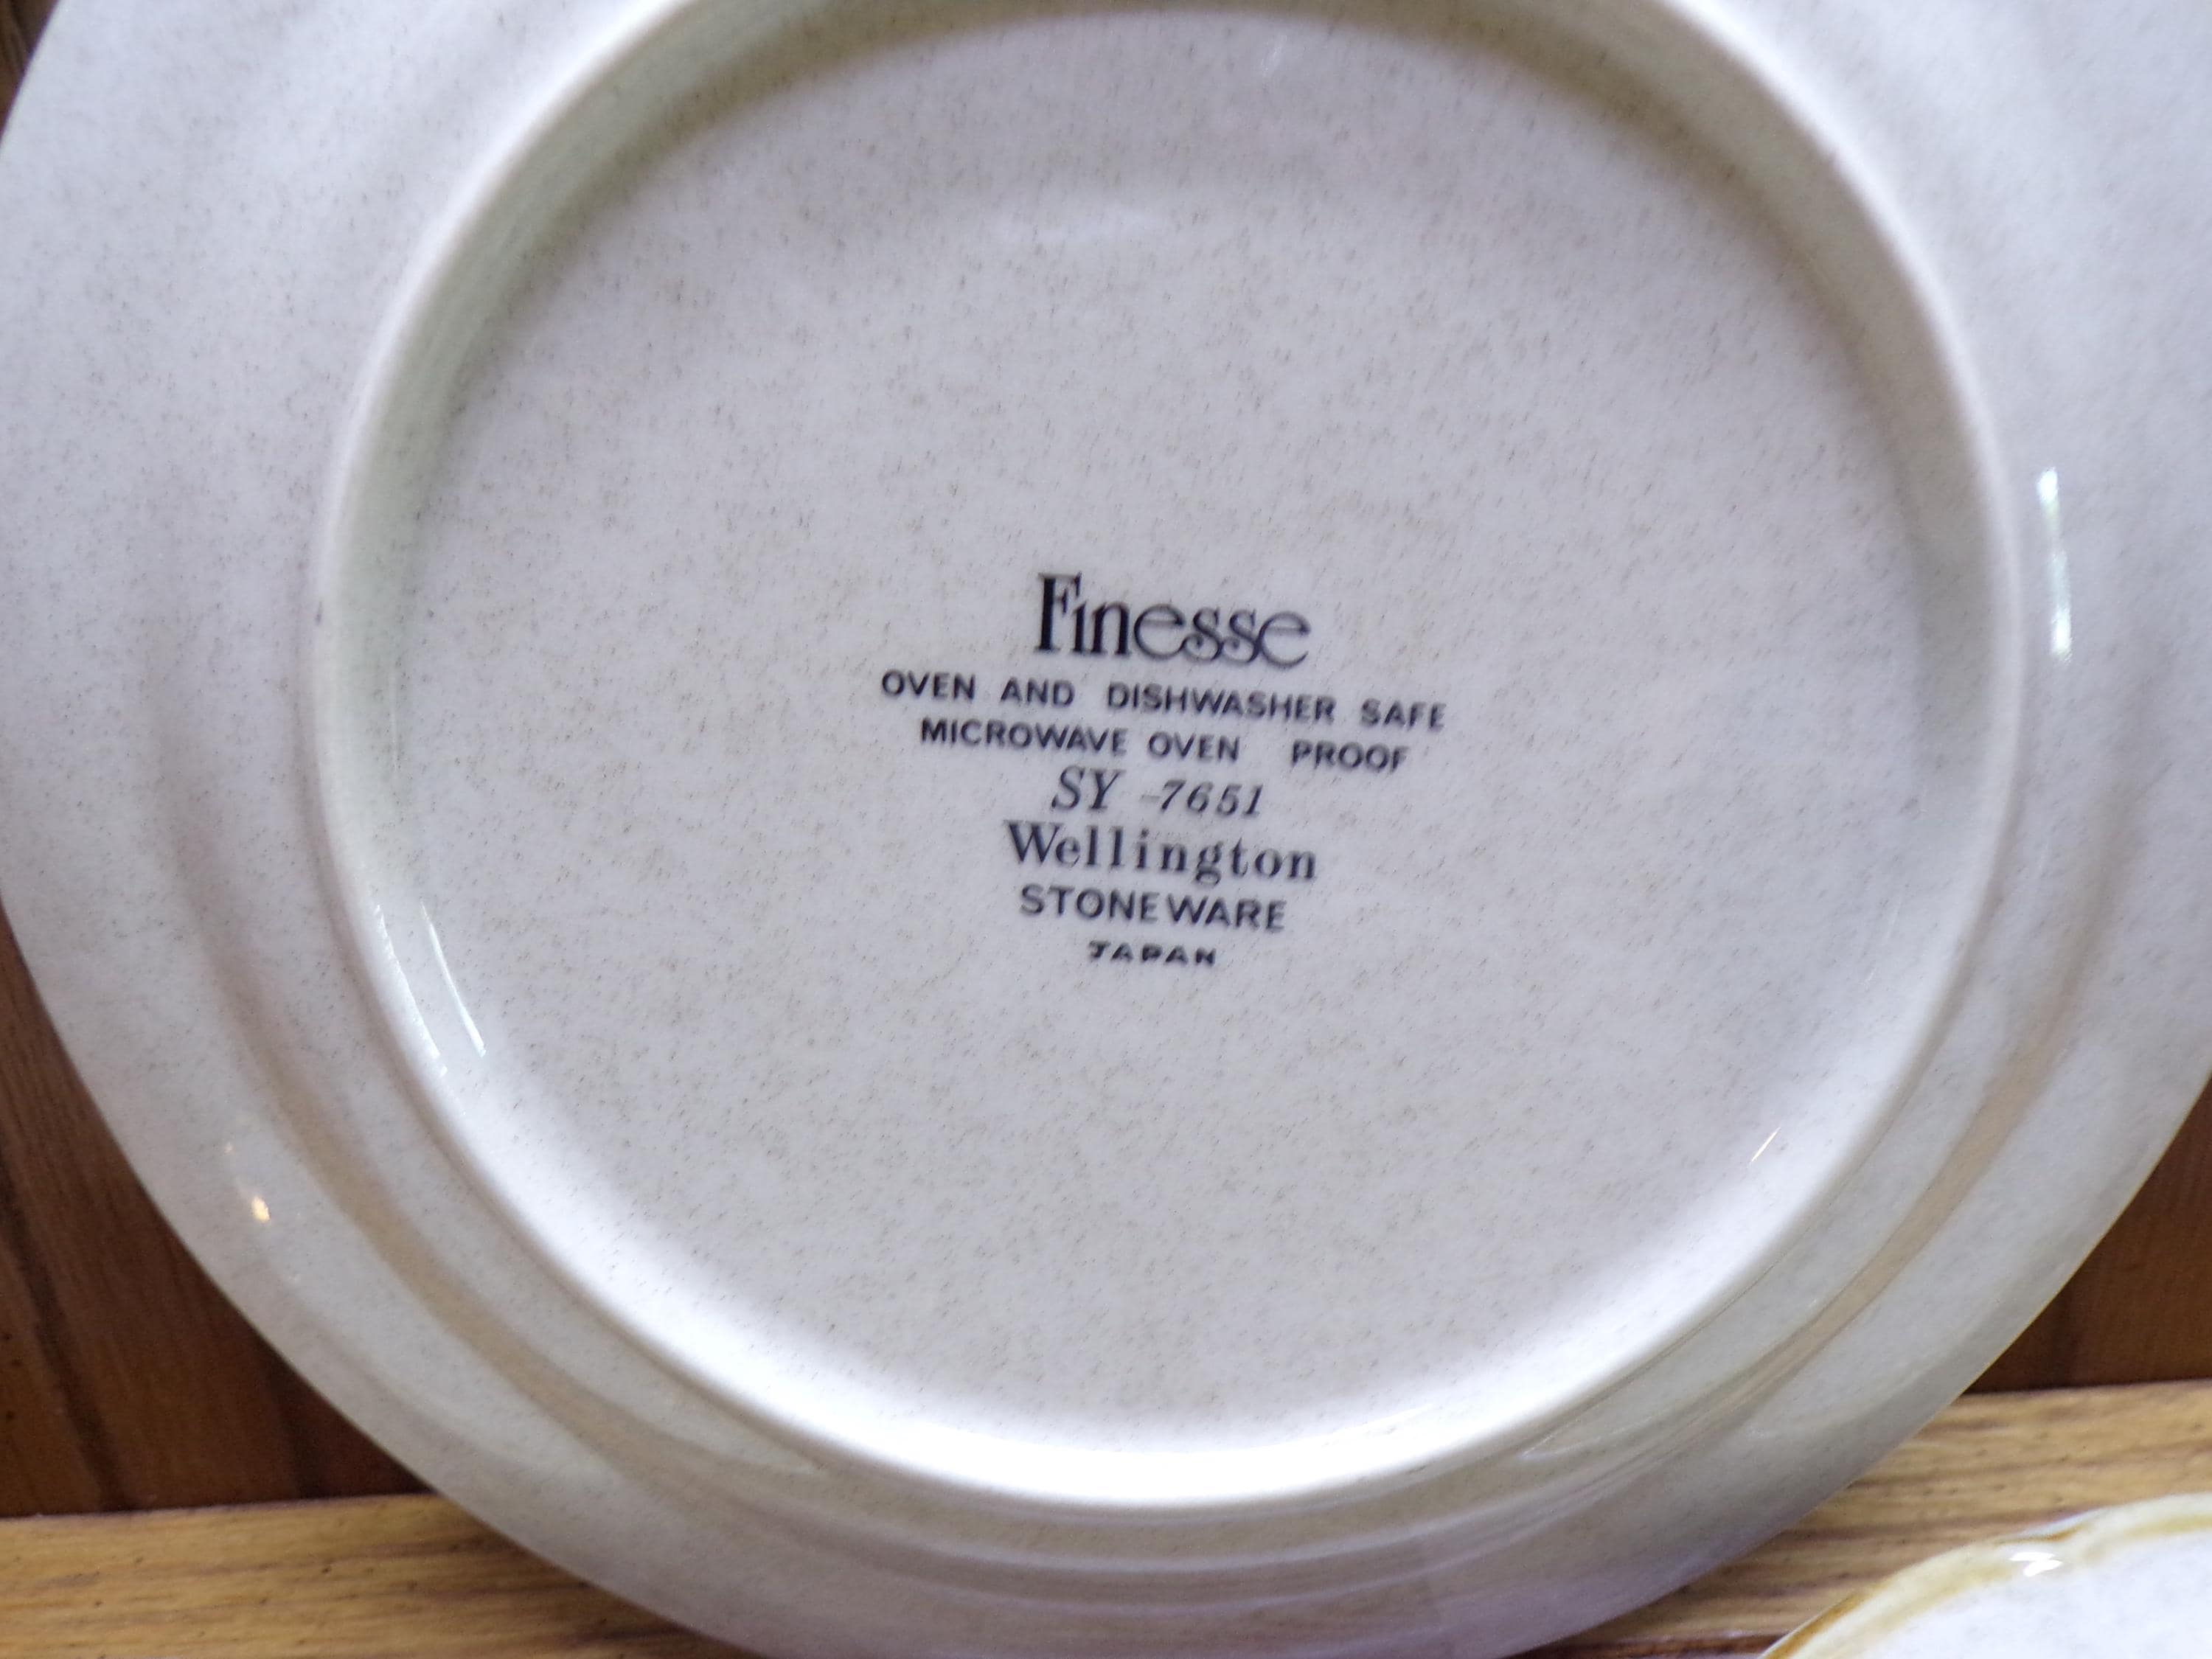 Finesse
OVEN AND DISHWASHER SAFE
MICROWAVE OVEN PROOF
SY-7651
Wellington
STONEWARE
JAPAN